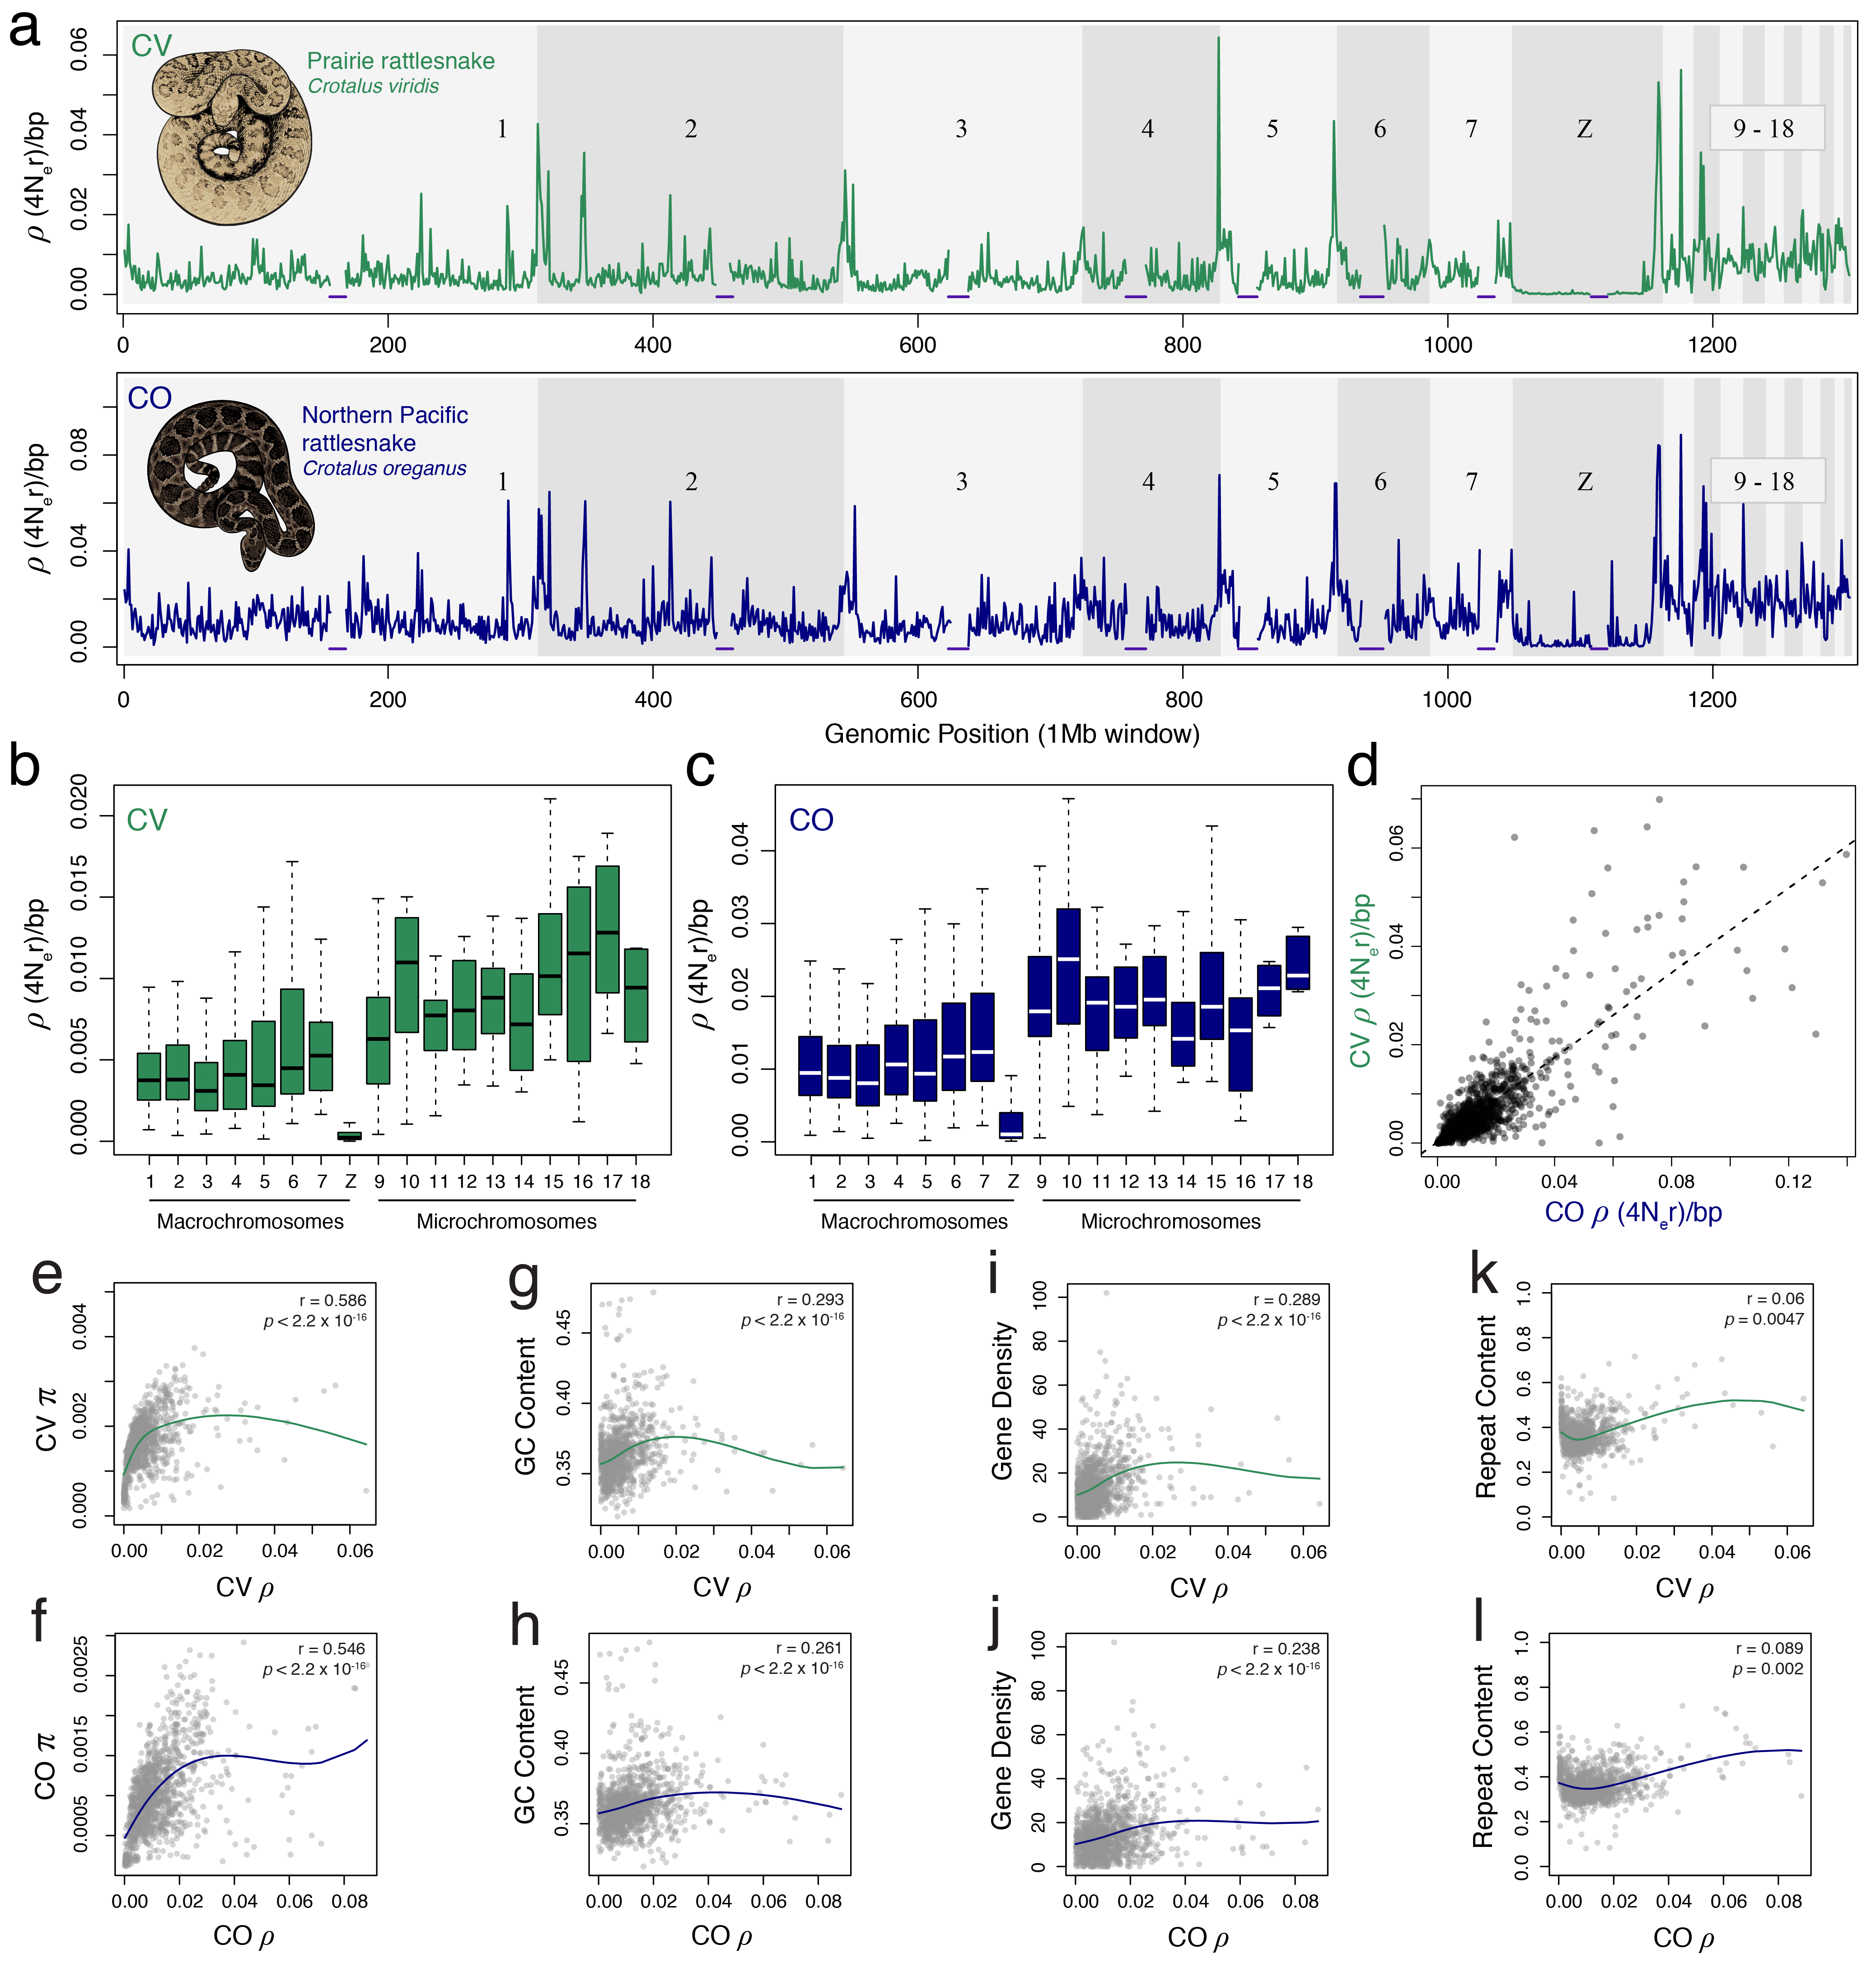 a
CV
Prairie rattlesnake
Crotalus viridis
1 2 3 4 5 6 7 Z 9 - 18
ρ (4Ner)/bp
0.00 0.02 0.04 0.06
0 200 400 600 800 1000 1200
CO
Northern Pacific
rattlesnake
Crotalus oreganus
1 2 3 4 5 6 7 Z 9 - 18
ρ (4Ner)/bp
0.00 0.04 0.08
0 200 400 600 800 1000 1200
Genomic Position (1Mb window)
b
CV
ρ (4Ner)/bp
0.000 0.005 0.010 0.015 0.020
1 2 3 4 5 6 7 Z 9 10 11 12 13 14 15 16 17 18
Macrochromosomes Microchromosomes
c
CO
ρ (4Ner)/bp
0.00 0.01 0.02 0.03 0.04
1 2 3 4 5 6 7 Z 9 10 11 12 13 14 15 16 17 18
Macrochromosomes Microchromosomes
d
CV ρ (4Ner)/bp
0.00 0.02 0.04 0.06
0.00 0.04 0.08 0.12
CO ρ (4Ner)/bp
e
r = 0.586
p < 2.2 x 10-16
CV π
0.000 0.002 0.004
0.00 0.02 0.04 0.06
CV ρ
g
r = 0.293
p < 2.2 x 10-16
GC Content
0.35 0.40 0.45
0.00 0.02 0.04 0.06
CV ρ
i
r = 0.289
p < 2.2 x 10-16
Gene Density
0 20 40 60 80 100
0.00 0.02 0.04 0.06
CV ρ
k
r = 0.06
p = 0.0047
Repeat Content
0.0 0.2 0.4 0.6 0.8 1.0
0.00 0.02 0.04 0.06
CV ρ
f
r = 0.546
p < 2.2 x 10-16
CO π
0.0005 0.0015 0.0025
0.00 0.02 0.04 0.06 0.08
CO ρ
h
r = 0.261
p < 2.2 x 10-16
GC Content
0.35 0.40 0.45
0.00 0.02 0.04 0.06 0.08
CO ρ
j
r = 0.238
p < 2.2 x 10-16
Gene Density
0 20 40 60 80 100
0.00 0.02 0.04 0.06 0.08
CO ρ
l
r = 0.089
p = 0.002
Repeat Content
0.0 0.2 0.4 0.6 0.8 1.0
0.00 0.02 0.04 0.06 0.08
CO ρ